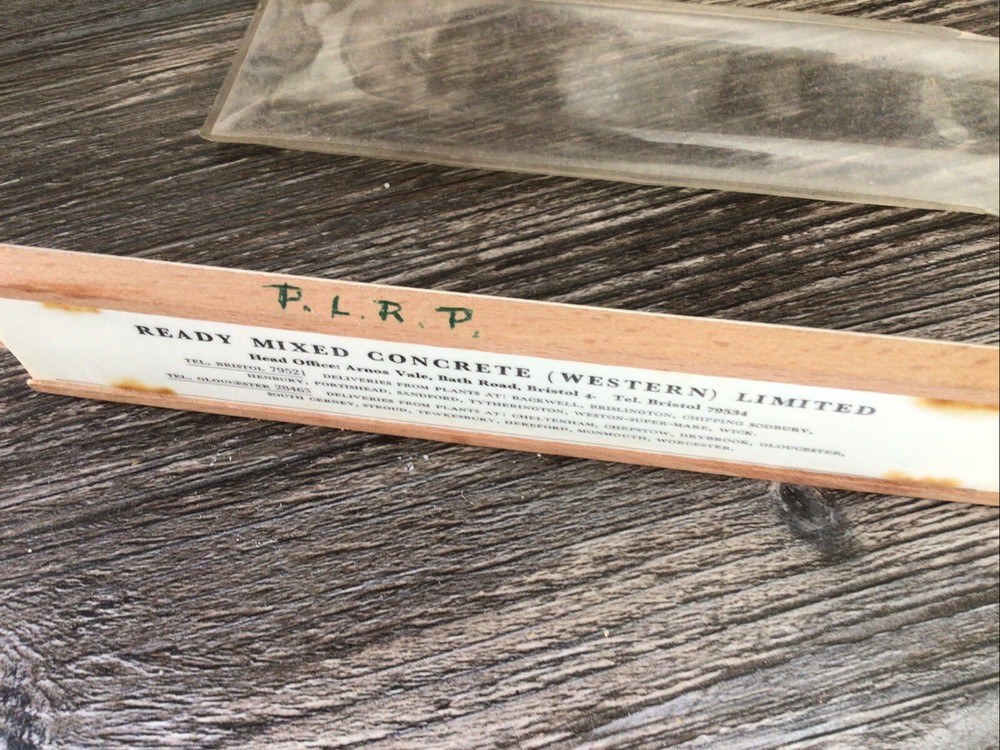 P. L. R. P.
READY MIXED CONCRETE (WESTERN) LIMITED
Head Office: Arnos Vale, Bath Road, Bristol 4. Tel. Bristol 79534
TEL. BRISTOL 79521 DELIVERIES FROM PLANTS AT: BACKWELL, BRISLINGTON, CHIPPING SODBURY,
HENBURY, PORTISHEAD, SANDFORD, TYTHERINGTON, WESTON-SUPER-MARE, WICK.
TEL. GLOUCESTER 28463 DELIVERIES FROM PLANTS AT: CHELTENHAM, CHEPSTOW, DRYBROOK, GLOUCESTER,
SOUTH CERNEY, STROUD, TEWKESBURY, HEREFORD, MONMOUTH, WORCESTER.